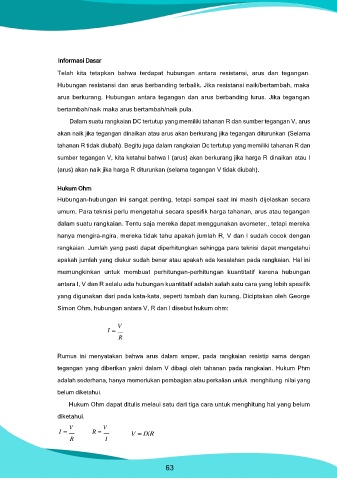 Informasi Dasar
Telah kita tetapkan bahwa terdapat hubungan antara resistansi, arus dan tegangan.
Hubungan resistansi dan arus berbanding terbalik. Jika resistansi naik/bertambah, maka
arus berkurang. Hubungan antara tegangan dan arus berbanding lurus. Jika tegangan
bertambah/naik maka arus bertambah/naik pula.
Dalam suatu rangkaian DC tertutup yang memiliki tahanan R dan sumber tegangan V, arus
akan naik jika tegangan dinaikan atau arus akan berkurang jika tegangan diturunkan (Selama
tahanan R tidak diubah). Begitu juga dalam rangkaian Dc tertutup yang memiliki tahanan R dan
sumber tegangan V, kita ketahui bahwa I (arus) akan berkurang jika harga R dinaikan atau I
(arus) akan naik jika harga R diturunkan (selama tegangan V tidak diubah).
Hukum Ohm
Hubungan-hubungan ini sangat penting, tetapi sampai saat ini masih dijelaskan secara
umum. Para teknisi perlu mengetahui secara spesifik harga tahanan, arus atau tegangan
dalam suatu rangkaian. Tentu saja mereka dapat menggunakan avometer., tetapi mereka
hanya mengira-ngira, mereka tidak tahu apakah jumlah R, V dan I sudah cocok dengan
rangkaian. Jumlah yang pasti dapat diperhitungkan sehingga para teknisi dapat mengetahui
apakah jumlah yang diukur sudah benar atau apakah ada kesalahan pada rangkaian. Hal ini
memungkinkan untuk membuat perhitungan-perhitungan kuantitatif karena hubungan
antara I, V dan R selalu ada hubungan kuantitatif adalah salah satu cara yang lebih spesifik
yang digunakan dari pada kata-kata, seperti tambah dan kurang. Diciptakan oleh George
Simon Ohm, hubungan antara V, R dan I disebut hukum ohm:
I = V/R
Rumus ini menyatakan bahwa arus dalam amper, pada rangkaian resistip sama dengan
tegangan yang diberikan yakni dalam V dibagi oleh tahanan pada rangkaian. Hukum Phm
adalah sederhana, hanya memerlukan pembagian atau perkalian untuk menghitung nilai yang
belum diketahui.
Hukum Ohm dapat ditulis melaui satu dari tiga cara untuk menghitung hal yang belum
diketahui.
I = V/R R = V/I V = IXR
63